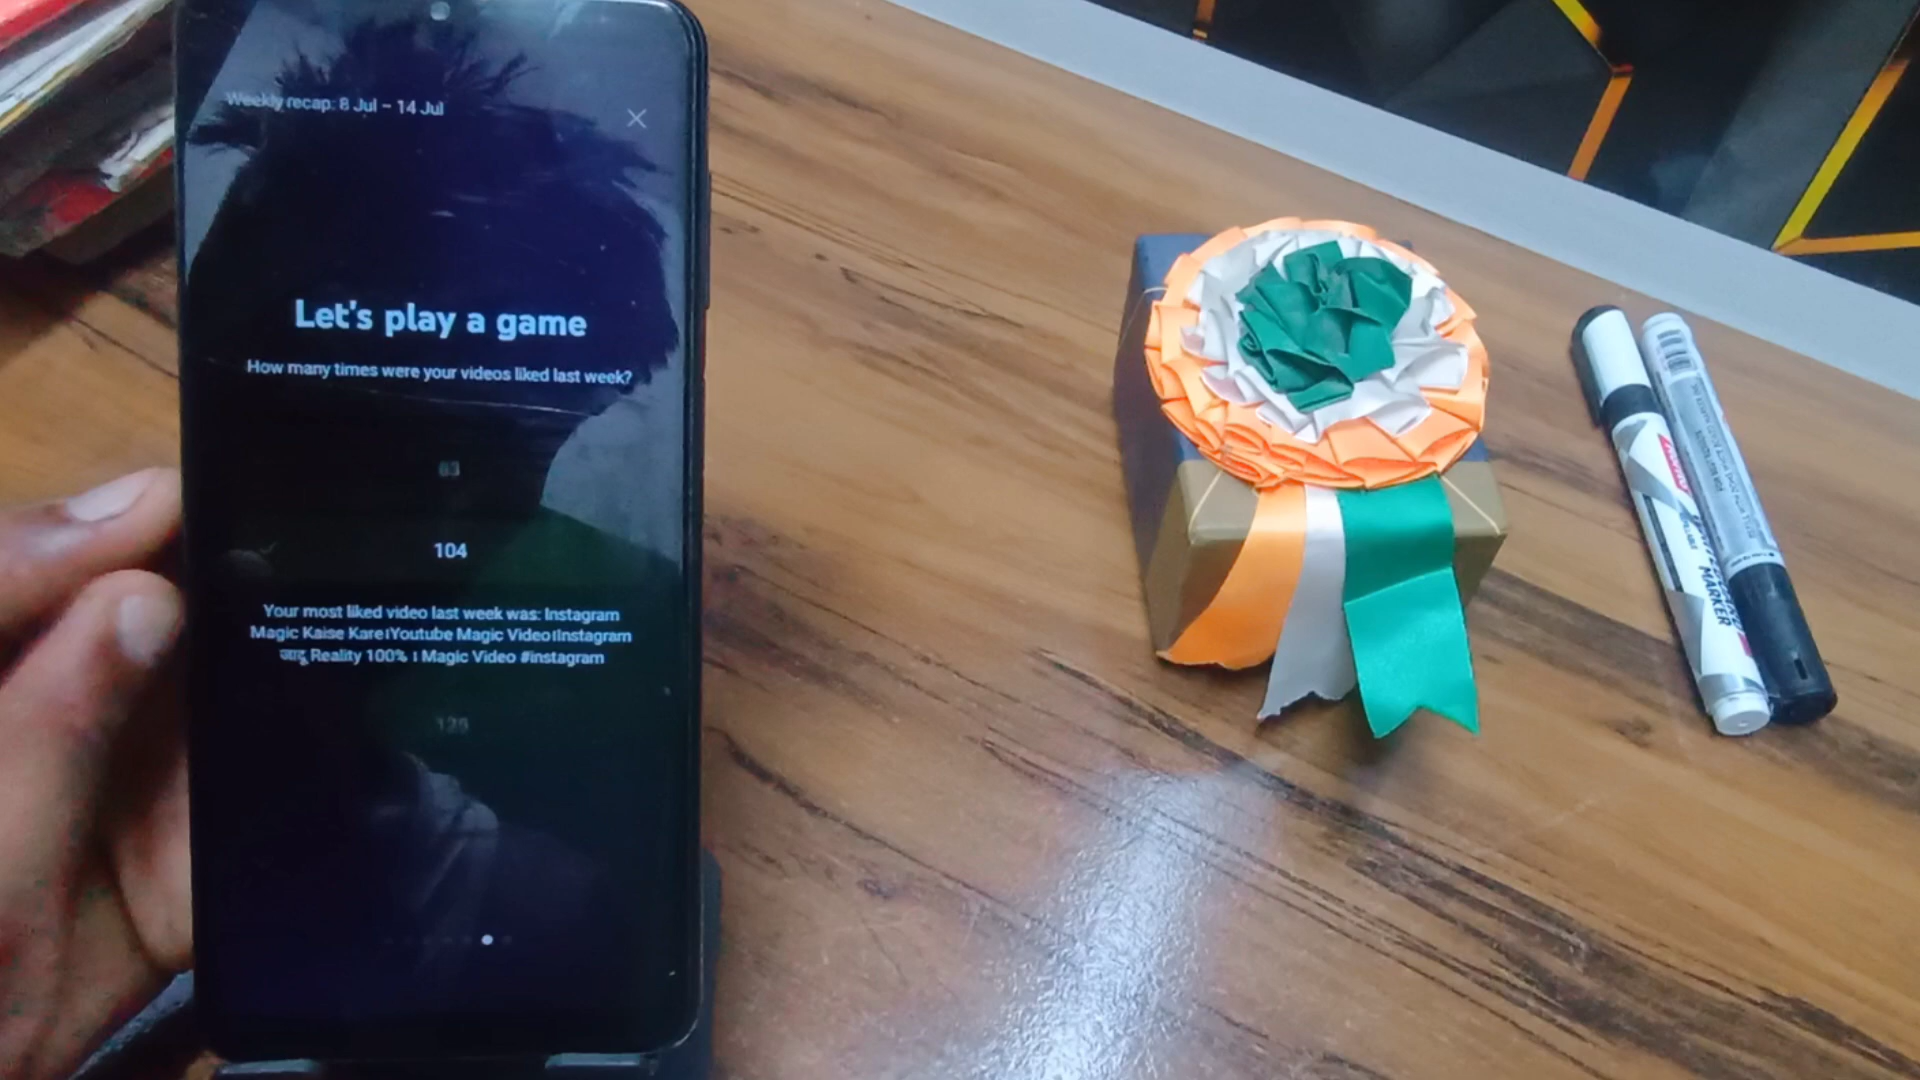 Weekly recap: 8 Jul – 14 Jul
Let's play a game
How many times were your videos liked last week?
104
Your most liked video last week was: Instagram
Magic Kaise Kare।Youtube Magic Video।Instagram
जादू Reality 100% । Magic Video #instagram
MARKER